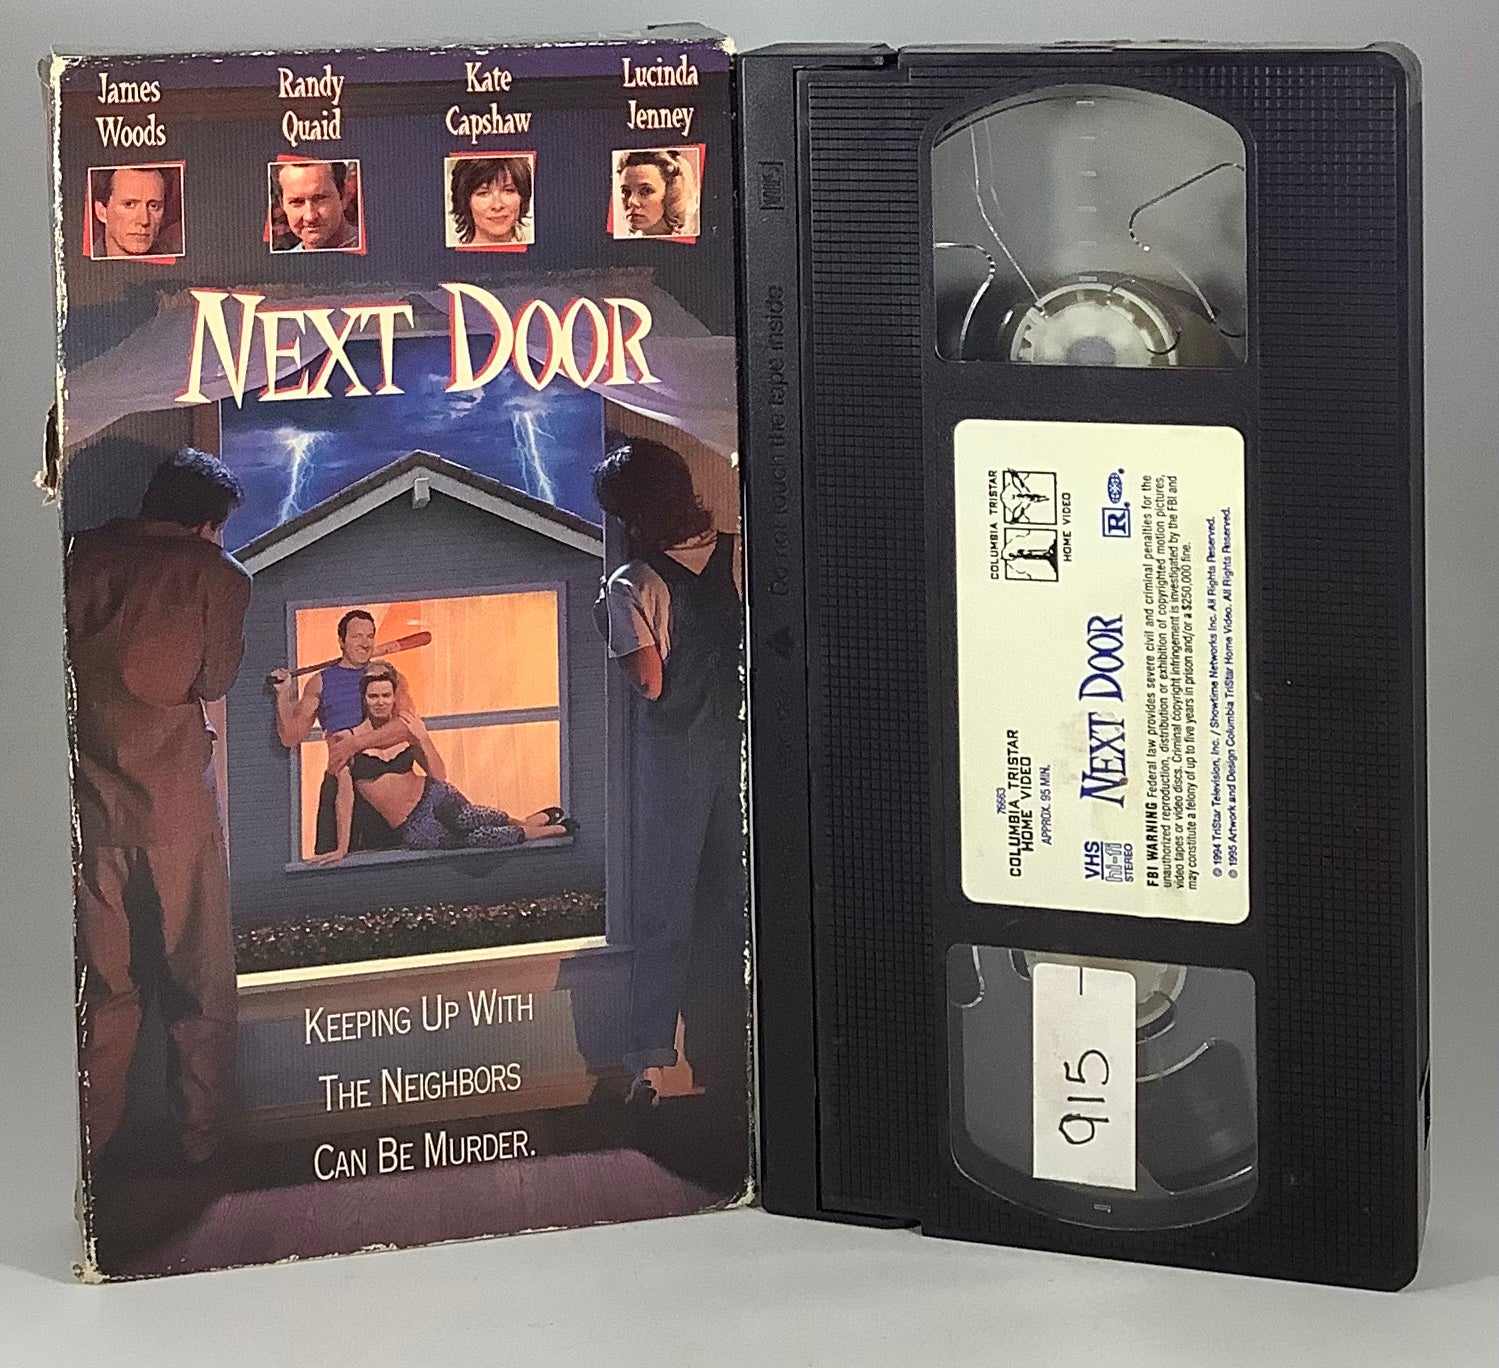 James
Woods
Randy
Quaid
Kate
Capshaw
Lucinda
Jenney
NEXT DOOR
KEEPING UP WITH
THE NEIGHBORS
CAN BE MURDER.
VHS
Do not touch the tape inside
COLUMBIA TRISTAR
HOME VIDEO
76663
COLUMBIA TRISTAR
HOME VIDEO
APPROX. 95 MIN.
NEXT DOOR
R
VHS
hi-fi
STEREO
FBI WARNING Federal law provides severe civil and criminal penalties for the
unauthorized reproduction, distribution or exhibition of copyrighted motion pictures,
video tapes or video discs. Criminal copyright infringement is investigated by the FBI and
may constitute a felony of up to five years in prison and/or a $250,000 fine.
© 1994 TriStar Television, Inc. / Showtime Networks Inc. All Rights Reserved.
© 1995 Artwork and Design Columbia TriStar Home Video. All Rights Reserved.
915